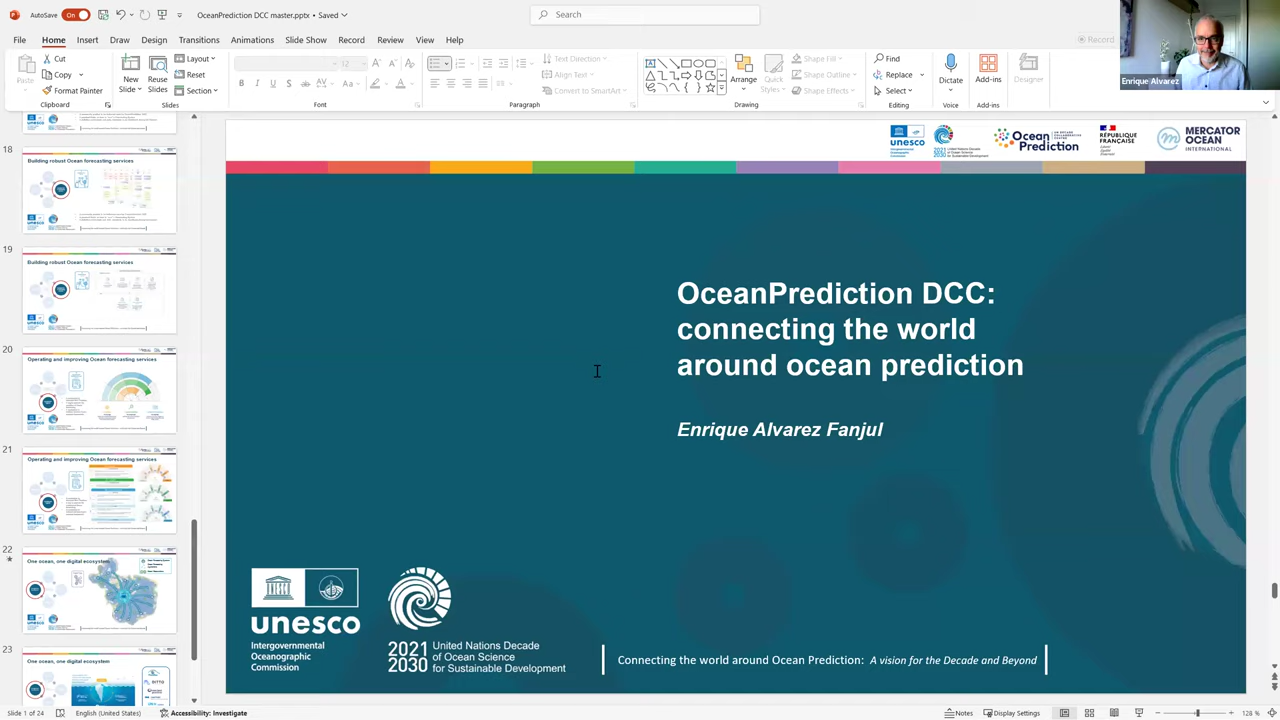 AutoSave On OceanPrediction DCC master.pptx • Saved Search
File Home Insert Draw Design Transitions Animations Slide Show Record Review View Help Record
Paste Cut Copy Format Painter Clipboard
New Slide Reuse Slides Layout Reset Section Slides
12 Font
Text Direction Align Text Convert to SmartArt Paragraph
Arrange Quick Styles Shape Fill Shape Outline Shape Effects Drawing
Find Replace Select Editing
Dictate Voice
Add-ins Add-ins
Designer
Enrique Alvarez
18
Building robust Ocean forecasting services
19
Building robust Ocean forecasting services
20
Operating and improving Ocean forecasting services
21
Operating and improving Ocean forecasting services
22
One ocean, one digital ecosystem
23
One ocean, one digital ecosystem
DITTO
unesco
Ocean Prediction
RÉPUBLIQUE FRANÇAISE
MERCATOR OCEAN INTERNATIONAL
OceanPrediction DCC:
connecting the world
around ocean prediction
Enrique Alvarez Fanjul
unesco
Intergovernmental
Oceanographic
Commission
2021
2030
United Nations Decade
of Ocean Science
for Sustainable Development
Connecting the world around Ocean Prediction: A vision for the Decade and Beyond
Slide 1 of 24 English (United States) Accessibility: Investigate Notes Display Settings 128 %